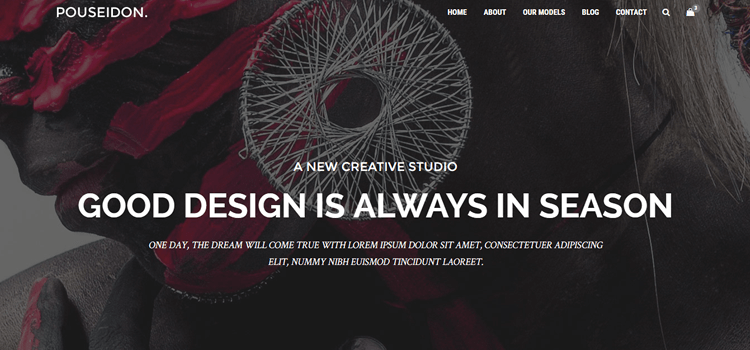 POUSEIDON.
HOME ABOUT OUR MODELS BLOG CONTACT 3
A NEW CREATIVE STUDIO
GOOD DESIGN IS ALWAYS IN SEASON
ONE DAY, THE DREAM WILL COME TRUE WITH LOREM IPSUM DOLOR SIT AMET, CONSECTETUER ADIPISCING
ELIT, NUMMY NIBH EUISMOD TINCIDUNT LAOREET.